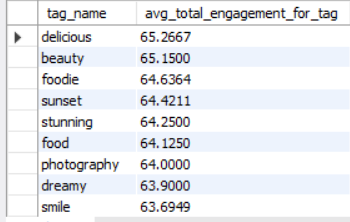 tag_name avg_total_engagement_for_tag
delicious 65.2667
beauty 65.1500
foodie 64.6364
sunset 64.4211
stunning 64.2500
food 64.1250
photography 64.0000
dreamy 63.9000
smile 63.6949